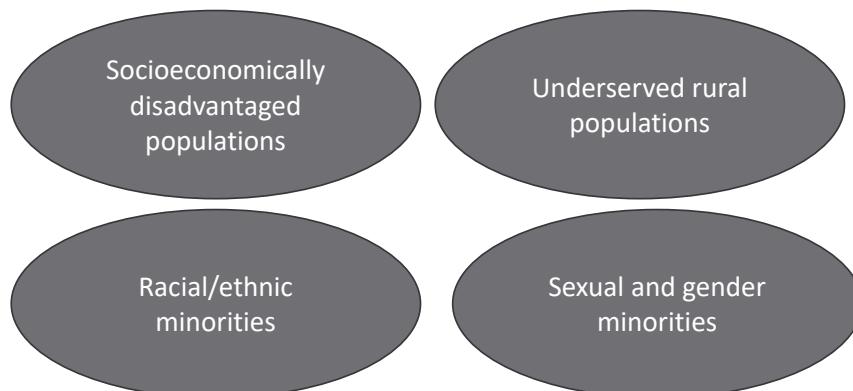 Socioeconomically
disadvantaged
populations
Underserved rural
populations
Racial/ethnic
minorities
Sexual and gender
minorities